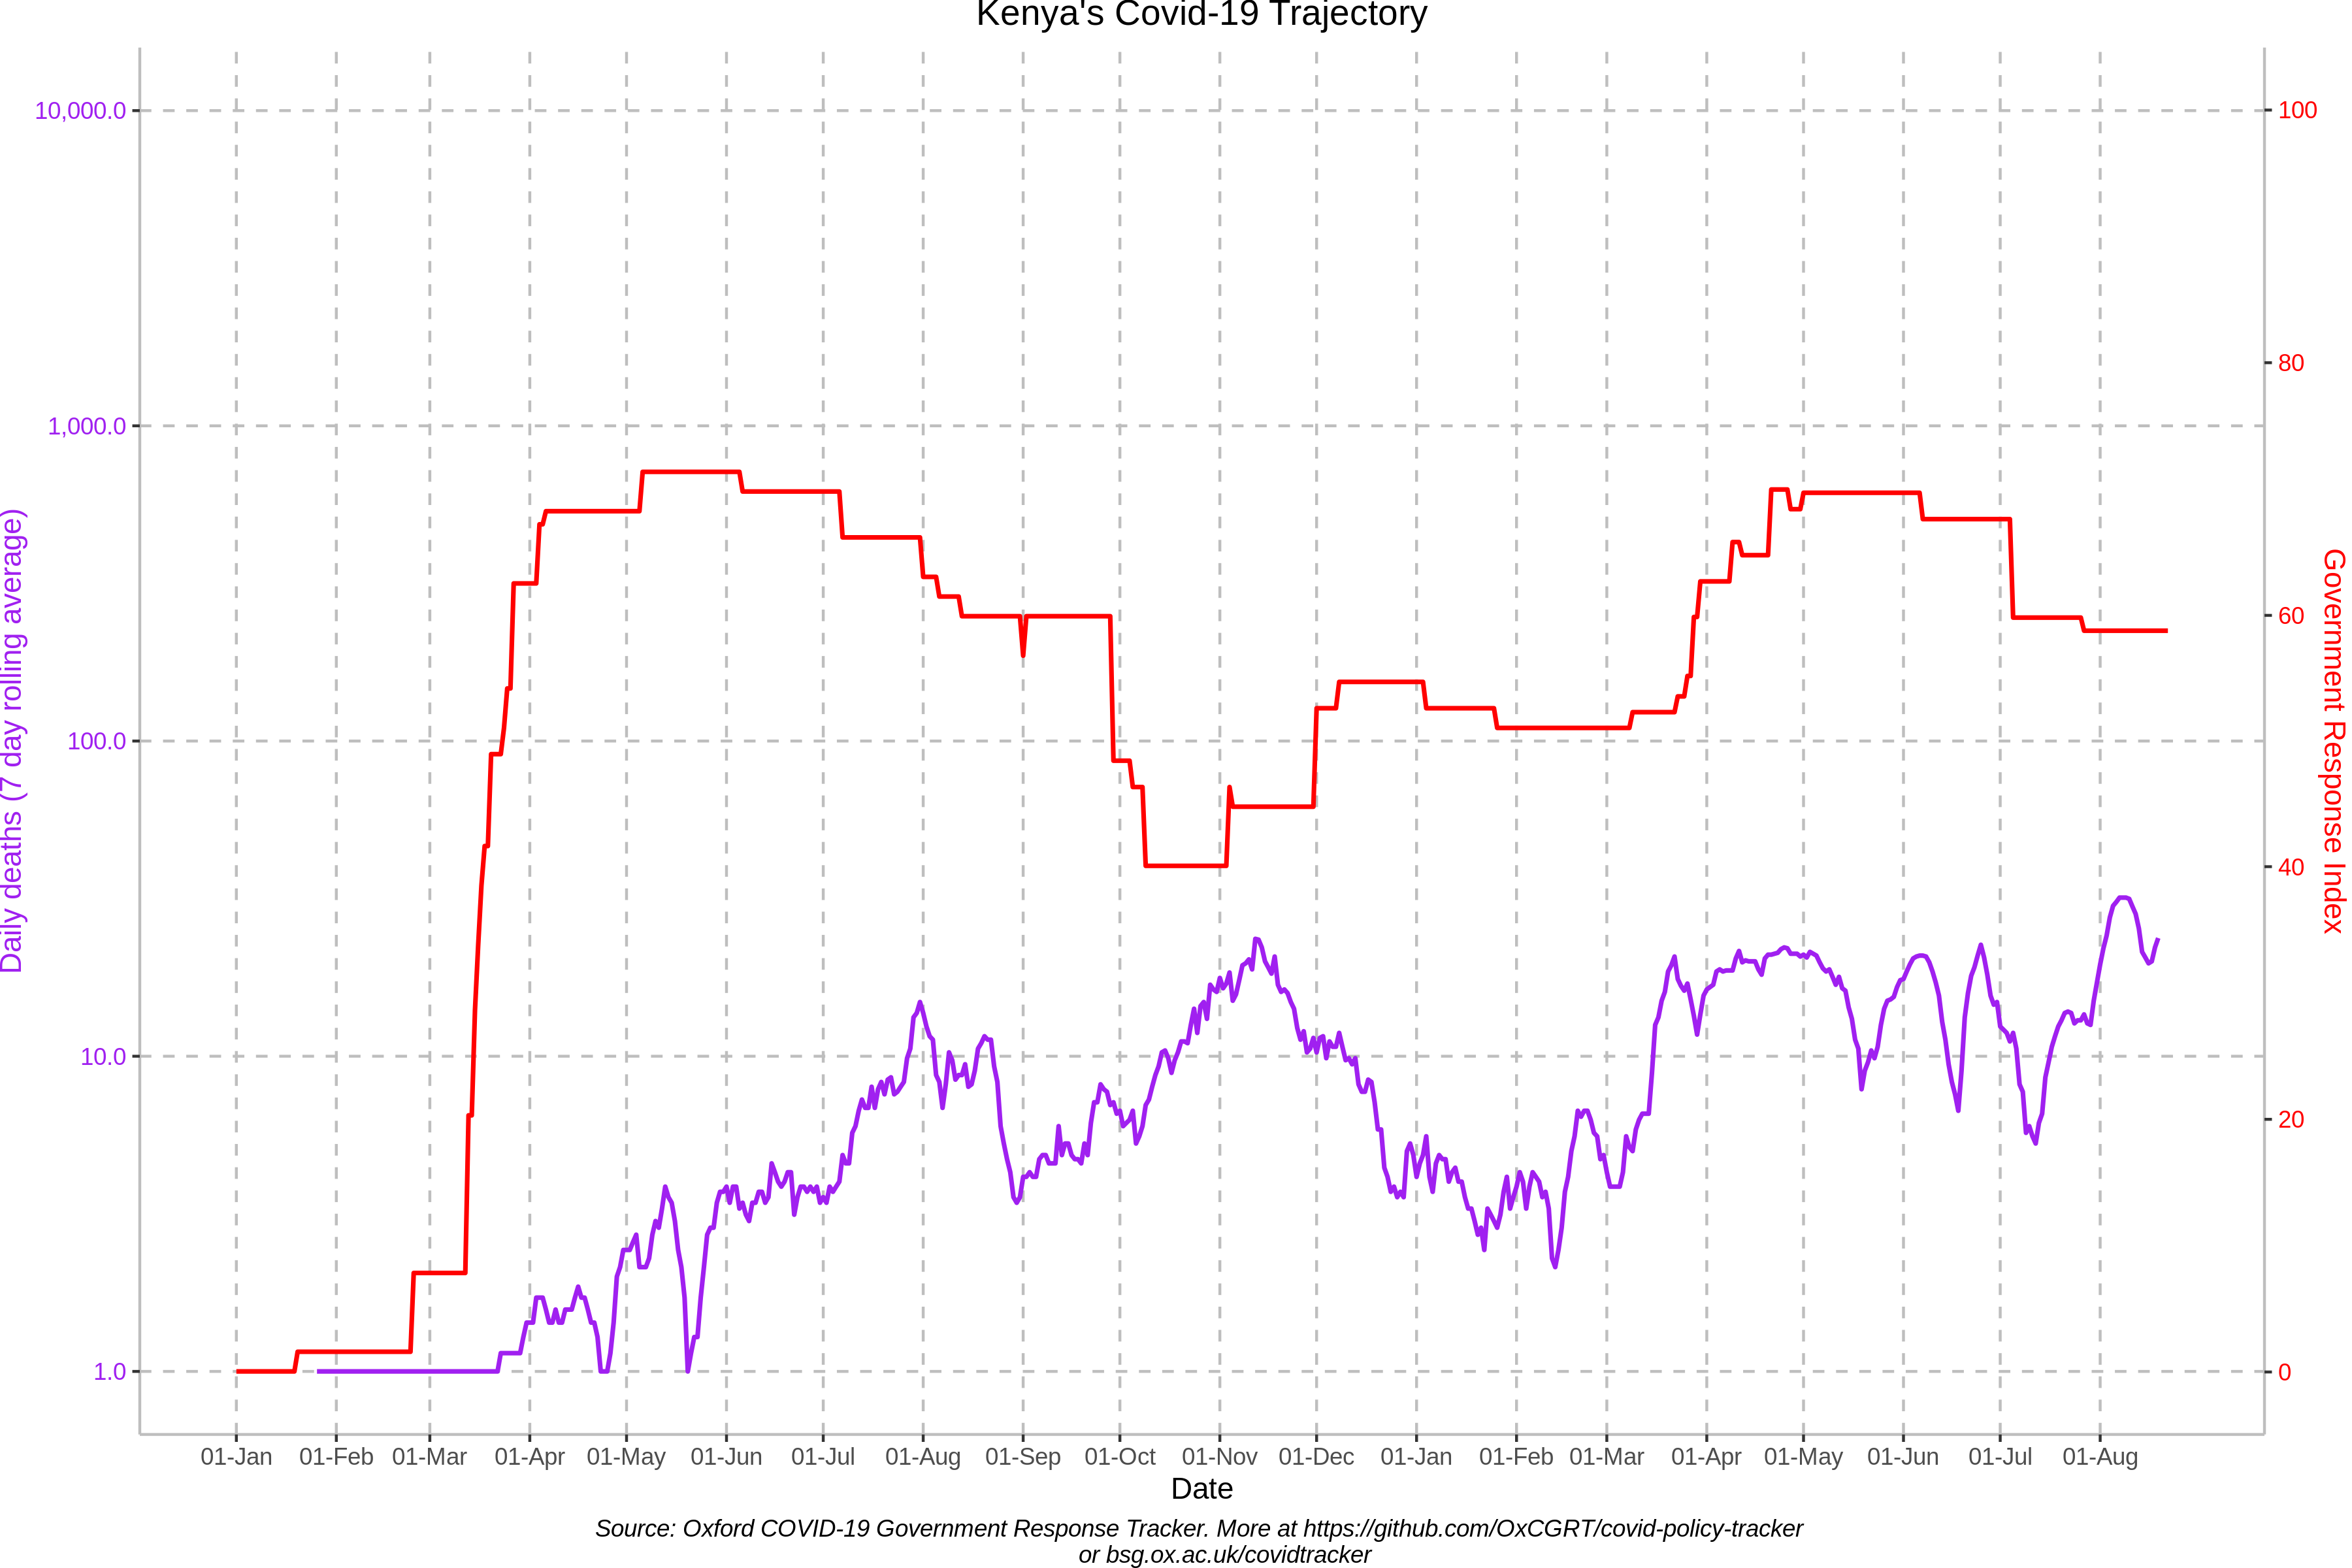 Kenya's Covid-19 Trajectory
10,000.0
1,000.0
100.0
10.0
1.0
Daily deaths (7 day rolling average)
100
80
60
40
20
0
Government Response Index
01-Jan 01-Feb 01-Mar 01-Apr 01-May 01-Jun 01-Jul 01-Aug 01-Sep 01-Oct 01-Nov 01-Dec 01-Jan 01-Feb 01-Mar 01-Apr 01-May 01-Jun 01-Jul 01-Aug
Date
Source: Oxford COVID-19 Government Response Tracker. More at https://github.com/OxCGRT/covid-policy-tracker
or bsg.ox.ac.uk/covidtracker